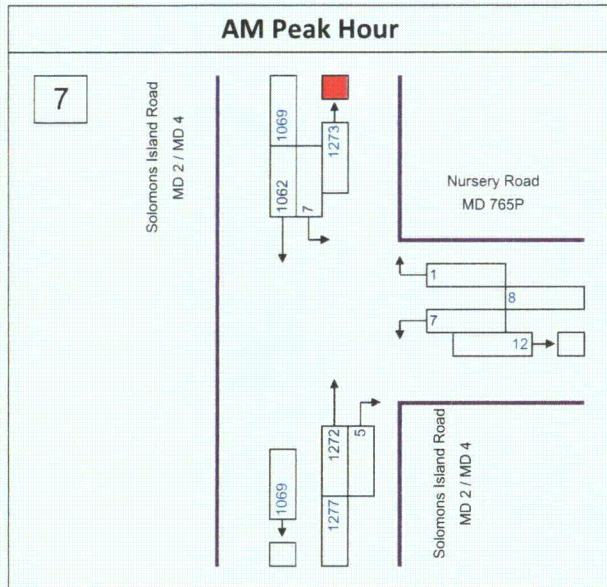 AM Peak Hour
7
Solomons Island Road
MD 2 / MD 4
1069
1273
1062
7
Nursery Road
MD 765P
1
8
7
12
1272
5
1069
1277
Solomons Island Road
MD 2 / MD 4